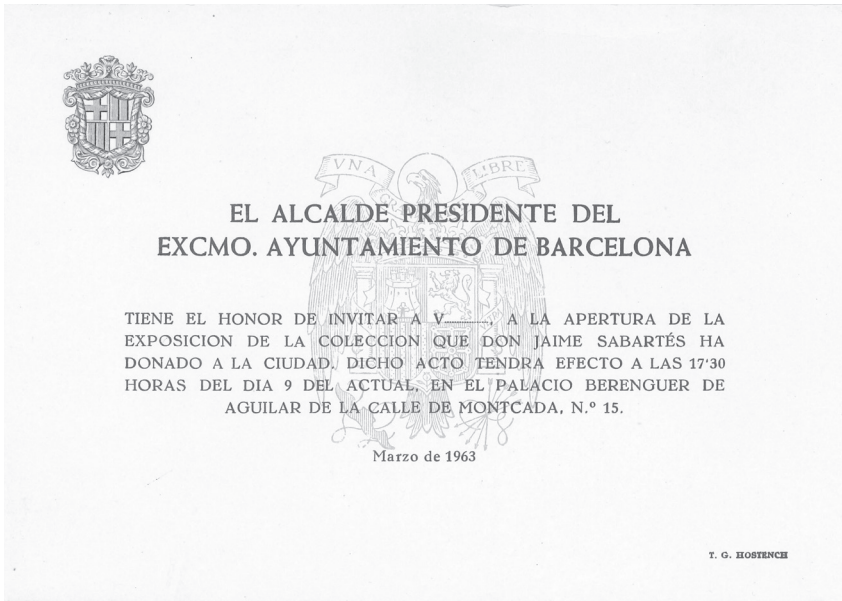 VNA LIBRE
EL ALCALDE PRESIDENTE DEL
EXCMO. AYUNTAMIENTO DE BARCELONA
TIENE EL HONOR DE INVITAR A V..............., A LA APERTURA DE LA
EXPOSICION DE LA COLECCION QUE DON JAIME SABARTÉS HA
DONADO A LA CIUDAD. DICHO ACTO TENDRA EFECTO A LAS 17'30
HORAS DEL DIA 9 DEL ACTUAL, EN EL PALACIO BERENGUER DE
AGUILAR DE LA CALLE DE MONTCADA, N.º 15.
Marzo de 1963
T. G. HOSTENCH